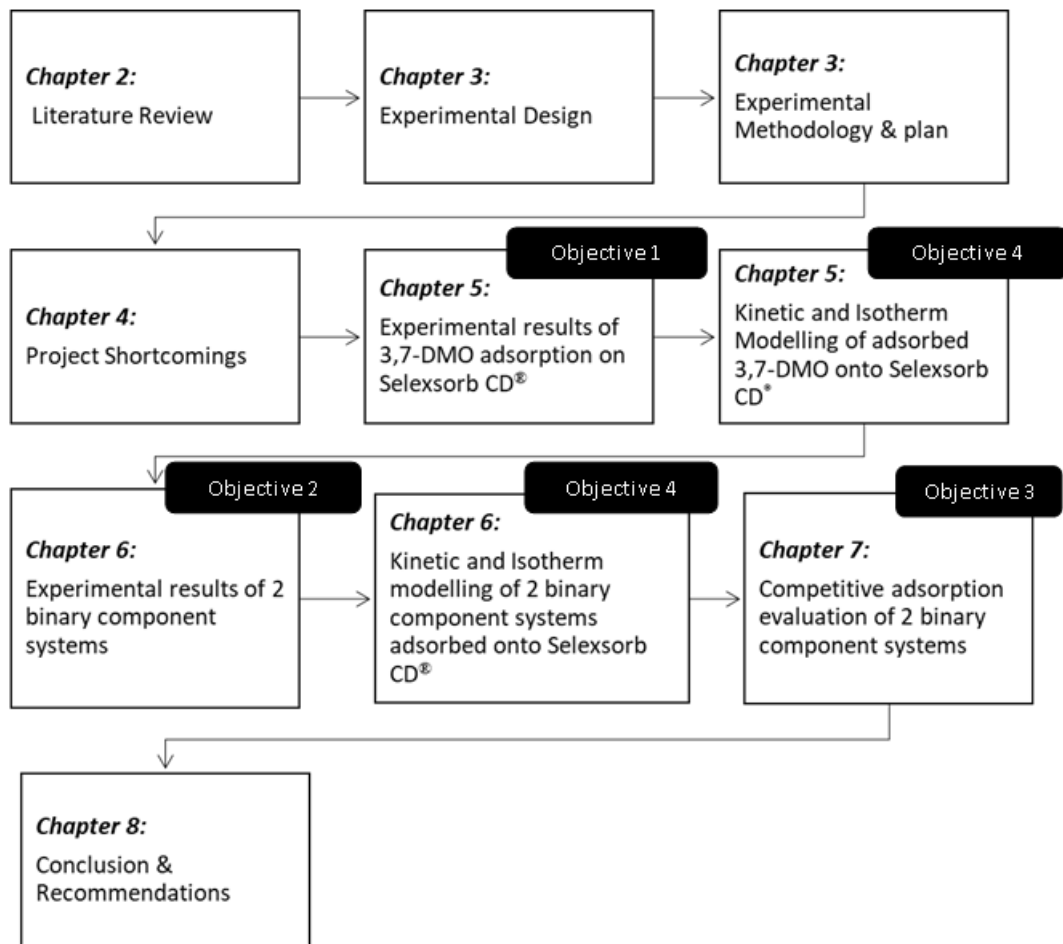 Chapter 2:
Literature Review
Chapter 3:
Experimental Design
Chapter 3:
Experimental
Methodology & plan
Chapter 4:
Project Shortcomings
Objective 1
Chapter 5:
Experimental results of
3,7-DMO adsorption on
Selexsorb CD®
Objective 4
Chapter 5:
Kinetic and Isotherm
Modelling of adsorbed
3,7-DMO onto Selexsorb
CD®
Objective 2
Chapter 6:
Experimental results of 2
binary component
systems
Objective 4
Chapter 6:
Kinetic and Isotherm
modelling of 2 binary
component systems
adsorbed onto Selexsorb
CD®
Objective 3
Chapter 7:
Competitive adsorption
evaluation of 2 binary
component systems
Chapter 8:
Conclusion &
Recommendations